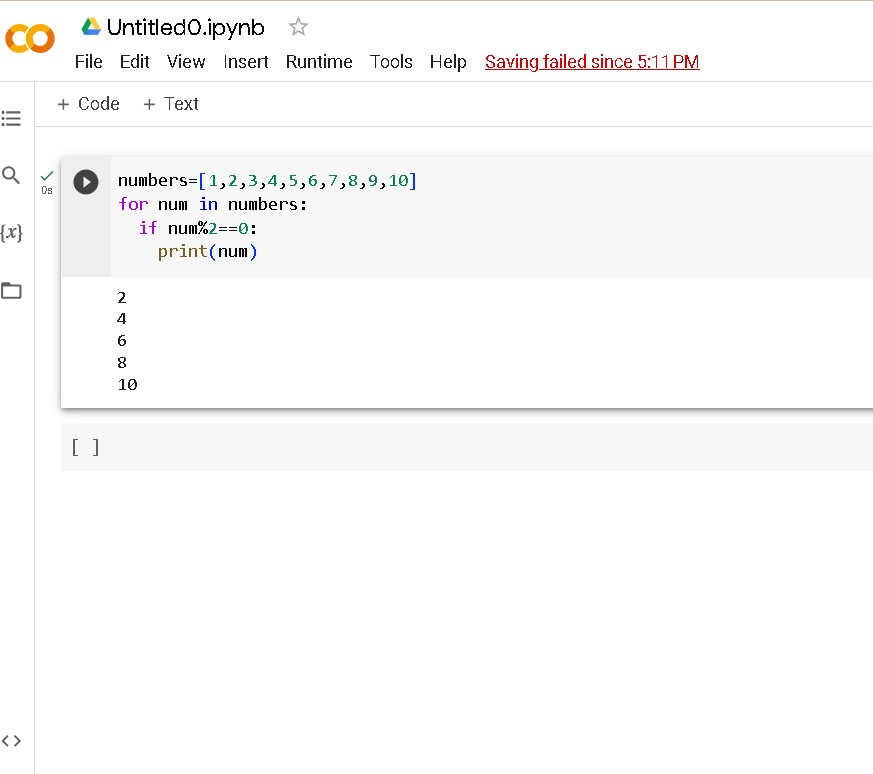 Untitled0.ipynb
File Edit View Insert Runtime Tools Help Saving failed since 5:11 PM
+ Code + Text
numbers=[1,2,3,4,5,6,7,8,9,10]
for num in numbers:
  if num%2==0:
    print(num)
0s
{x}
2
4
6
8
10
[ ]
<>